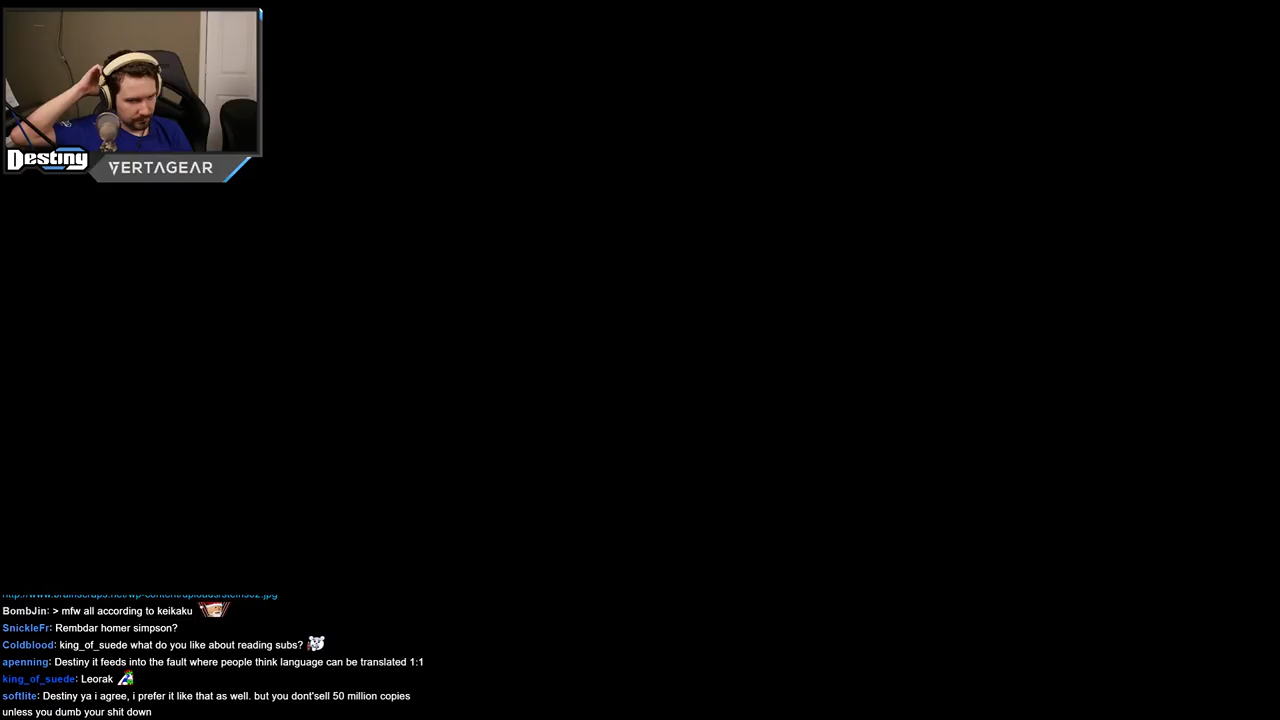 Destiny
VERTAGEAR
BombJin: > mfw all according to keikaku
SnickleFr: Rembdar homer simpson?
Coldblood: king_of_suede what do you like about reading subs?
apenning: Destiny it feeds into the fault where people think language can be translated 1:1
king_of_suede: Leorak
softlite: Destiny ya i agree, i prefer it like that as well. but you dont'sell 50 million copies
unless you dumb your shit down